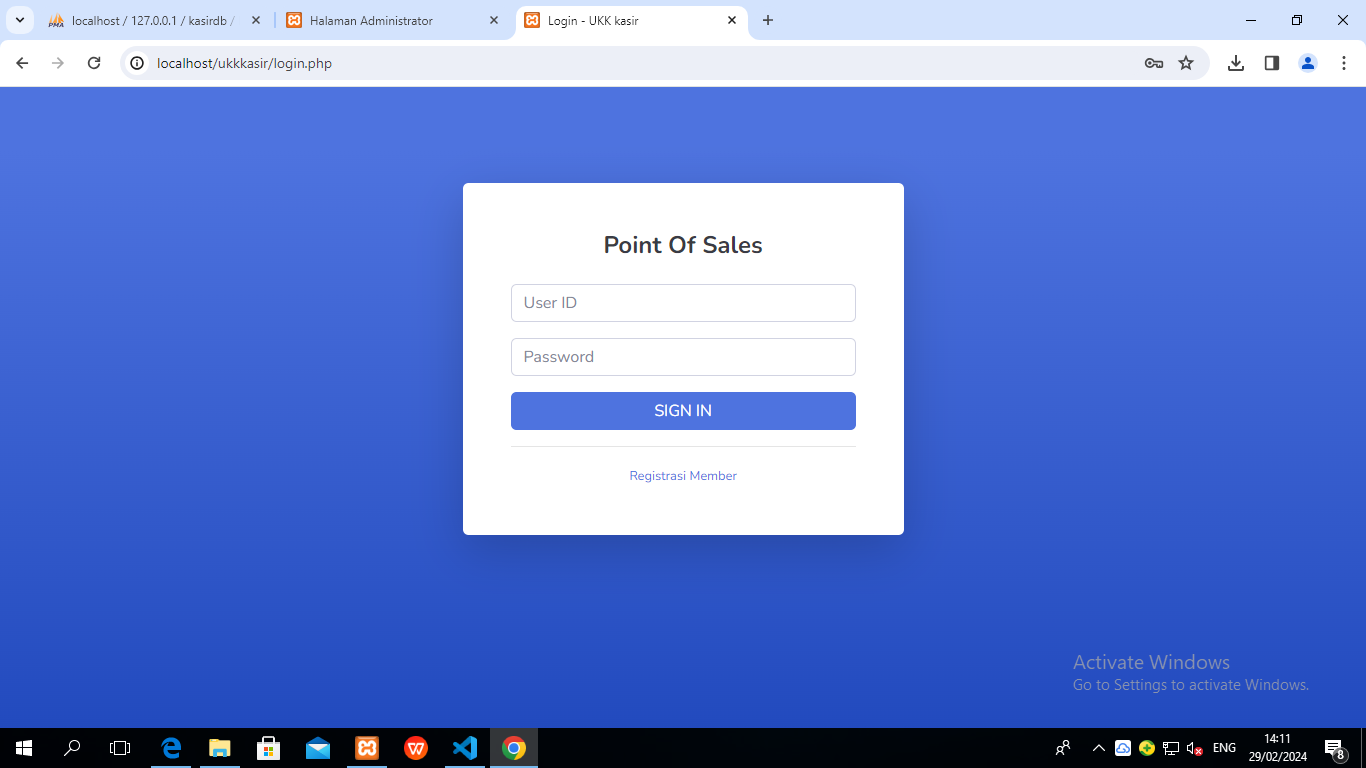 localhost / 127.0.0.1 / kasirdb /
Halaman Administrator
Login - UKK kasir
localhost/ukkkasir/login.php
Point Of Sales
User ID
Password
SIGN IN
Registrasi Member
Activate Windows
Go to Settings to activate Windows.
ENG
14:11
29/02/2024
8